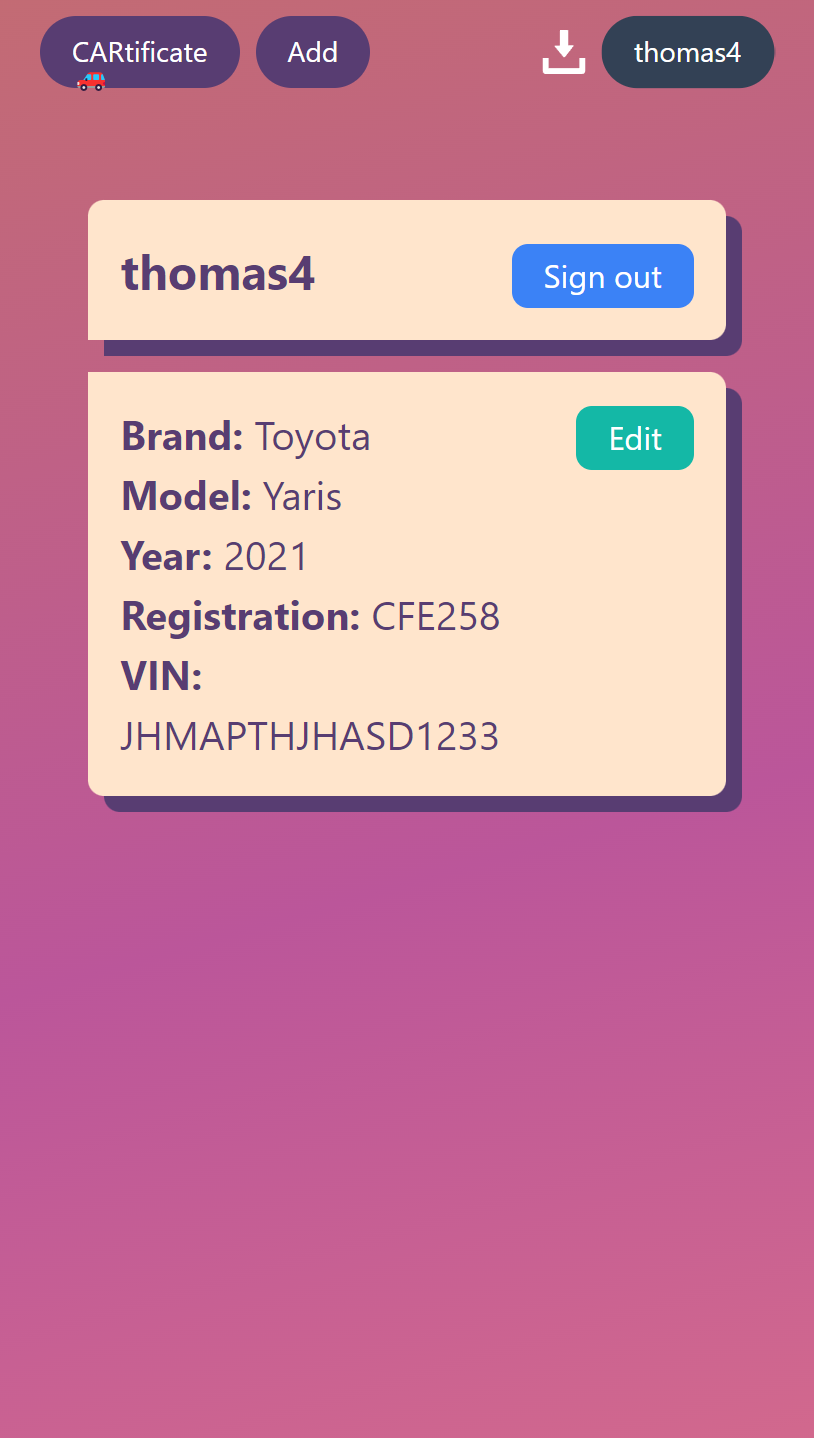 CARtificate Add thomas4
thomas4 Sign out
Brand: Toyota Edit
Model: Yaris
Year: 2021
Registration: CFE258
VIN:
JHMAPTHJHASD1233